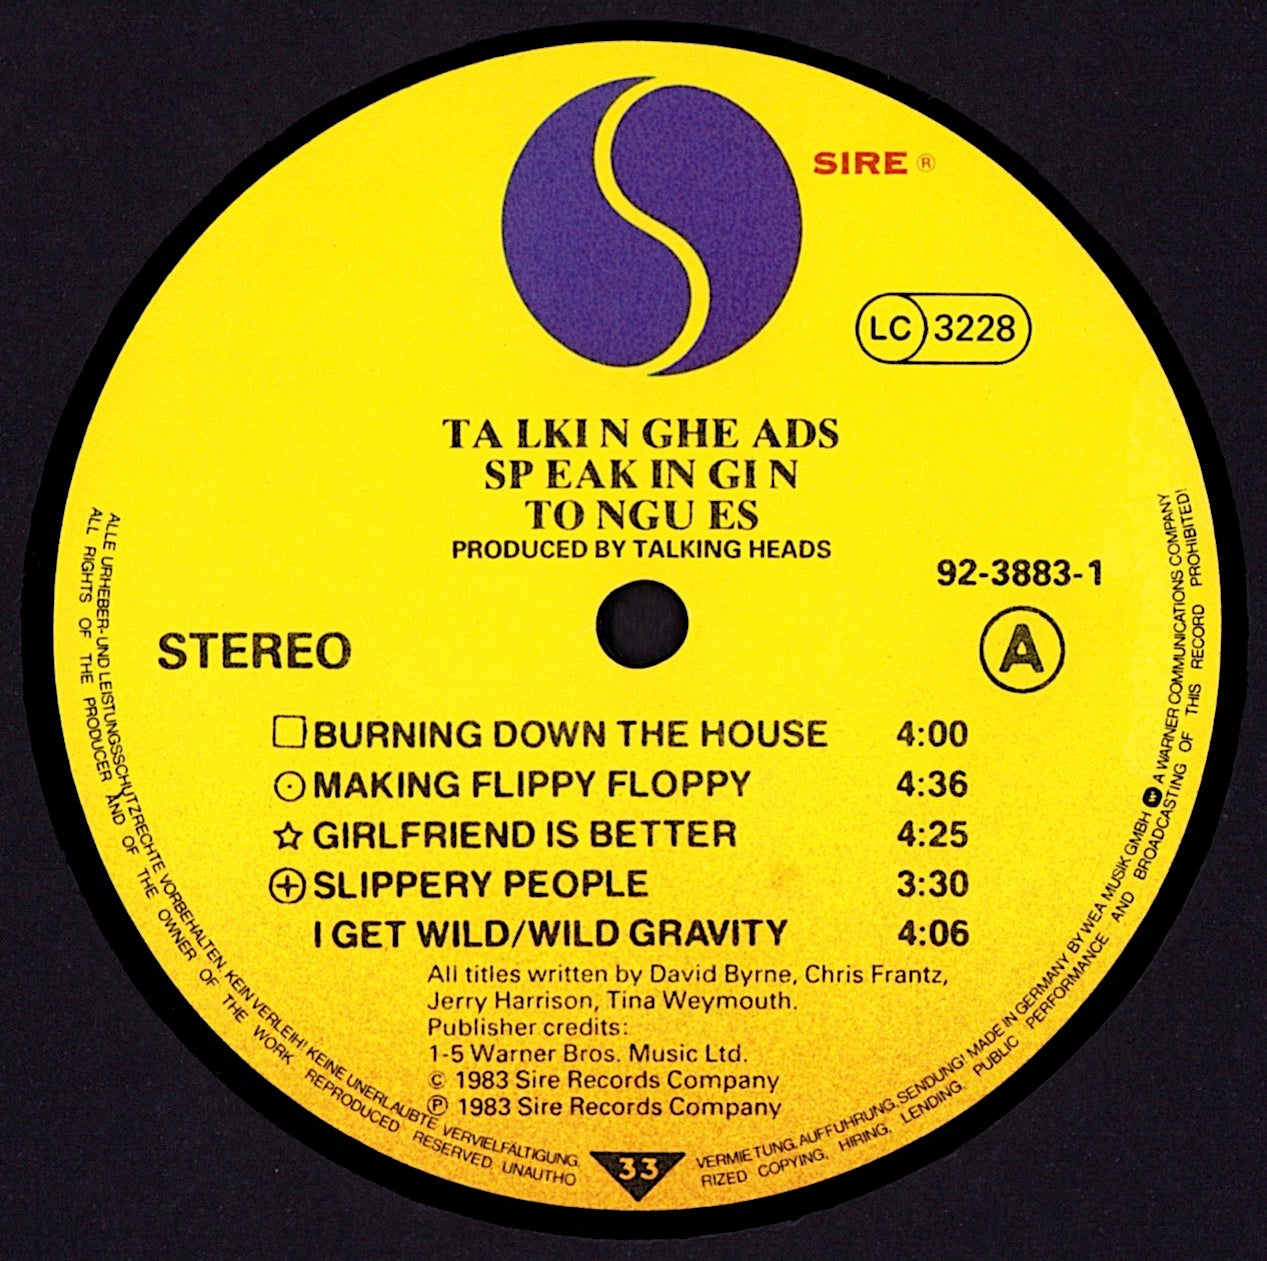 SIRE ®
LC 3228
TA LKI N GHE ADS
SP EAK IN GI N
TO NGU ES
PRODUCED BY TALKING HEADS
92-3883-1
STEREO
A
BURNING DOWN THE HOUSE 4:00
MAKING FLIPPY FLOPPY 4:36
GIRLFRIEND IS BETTER 4:25
SLIPPERY PEOPLE 3:30
I GET WILD/WILD GRAVITY 4:06
All titles written by David Byrne, Chris Frantz,
Jerry Harrison, Tina Weymouth.
Publisher credits:
1-5 Warner Bros. Music Ltd.
© 1983 Sire Records Company
℗ 1983 Sire Records Company
33
ALLE URHEBER- UND LEISTUNGSSCHUTZRECHTE VORBEHALTEN. KEIN VERLEIH! KEINE UNERLAUBTE VERVIELFÄLTIGUNG, VERMIETUNG, AUFFÜHRUNG, SENDUNG! MADE IN GERMANY BY WEA MUSIK GMBH A WARNER COMMUNICATIONS COMPANY
ALL RIGHTS OF THE PRODUCER AND OF THE OWNER OF THE WORK REPRODUCED RESERVED. UNAUTHO RIZED COPYING, HIRING, LENDING, PUBLIC PERFORMANCE AND BROADCASTING OF THIS RECORD PROHIBITED!